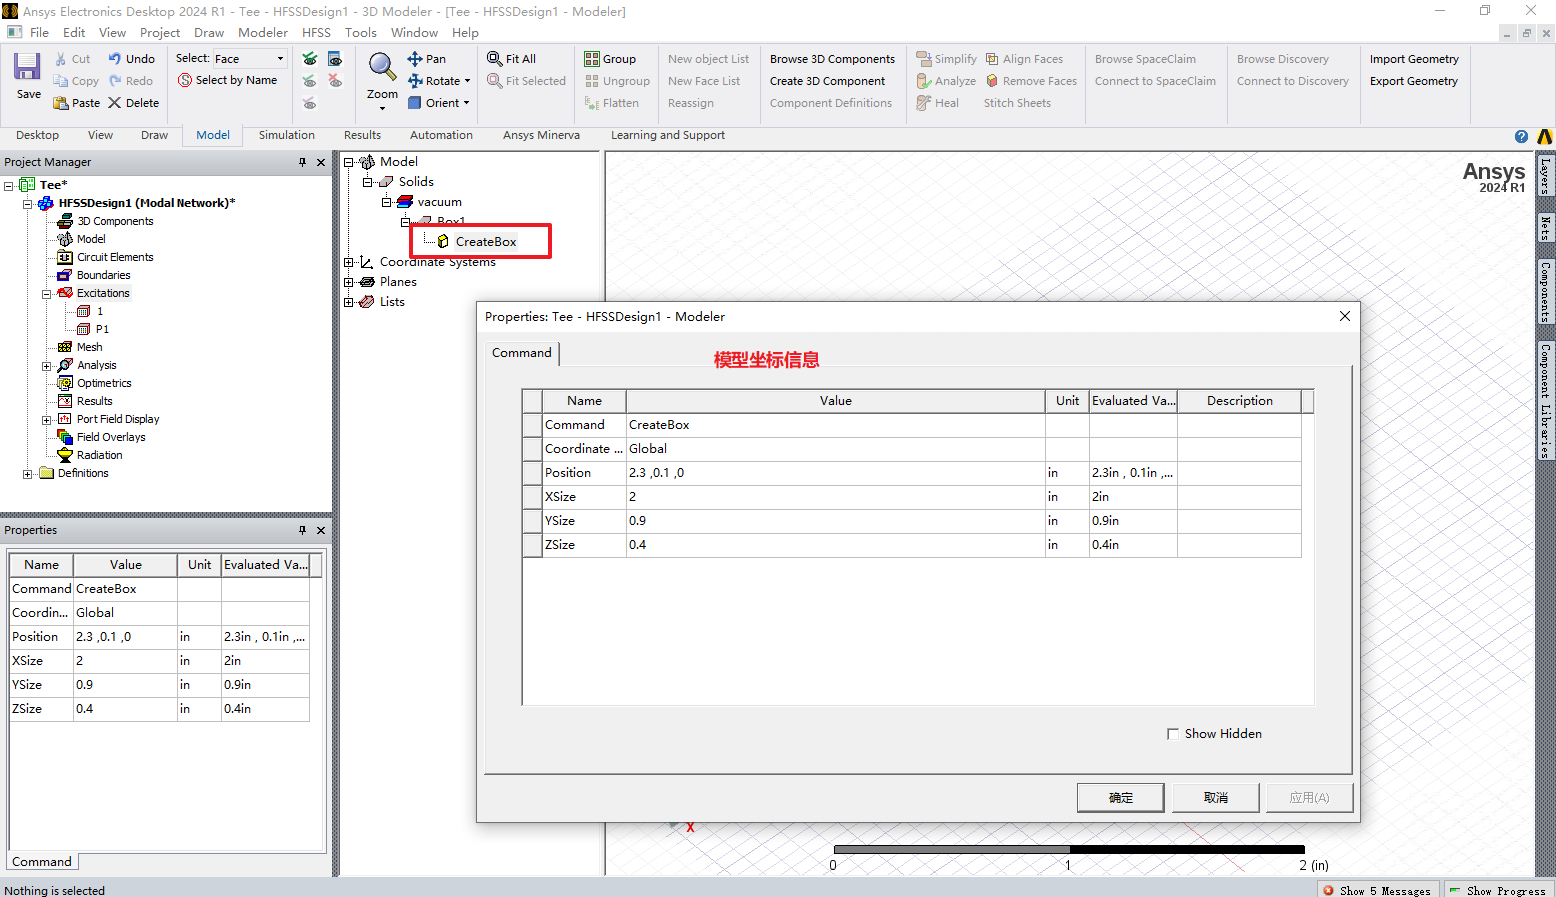 Ansys Electronics Desktop 2024 R1 - Tee - HFSSDesign1 - 3D Modeler - [Tee - HFSSDesign1 - Modeler]
File Edit View Project Draw Modeler HFSS Tools Window Help
Save
Cut Undo
Copy Redo
Paste Delete
Select: Face
Select by Name
Zoom
Pan
Rotate
Orient
Fit All
Fit Selected
Group
Ungroup
Flatten
New object List
New Face List
Reassign
Browse 3D Components
Create 3D Component
Component Definitions
Simplify Align Faces
Analyze Remove Faces
Heal Stitch Sheets
Browse SpaceClaim
Connect to SpaceClaim
Browse Discovery
Connect to Discovery
Import Geometry
Export Geometry
Desktop View Draw Model Simulation Results Automation Ansys Minerva Learning and Support
Project Manager
Tee*
HFSSDesign1 (Modal Network)*
3D Components
Model
Circuit Elements
Boundaries
Excitations
1
P1
Mesh
Analysis
Optimetrics
Results
Port Field Display
Field Overlays
Radiation
Definitions
Properties
Name Value Unit Evaluated Va...
Command CreateBox
Coordin... Global
Position 2.3 ,0.1 ,0 in 2.3in , 0.1in ,...
XSize 2 in 2in
YSize 0.9 in 0.9in
ZSize 0.4 in 0.4in
Command
Nothing is selected
Model
Solids
vacuum
Box1
CreateBox
Coordinate Systems
Planes
Lists
Ansys
2024 R1
Layers
Nets
Components
Component Libraries
Properties: Tee - HFSSDesign1 - Modeler
Command
模型坐标信息
Name Value Unit Evaluated Va... Description
Command CreateBox
Coordinate ... Global
Position 2.3 ,0.1 ,0 in 2.3in , 0.1in ,...
XSize 2 in 2in
YSize 0.9 in 0.9in
ZSize 0.4 in 0.4in
Show Hidden
确定 取消 应用(A)
X
0 1 2 (in)
Show 5 Messages Show Progress